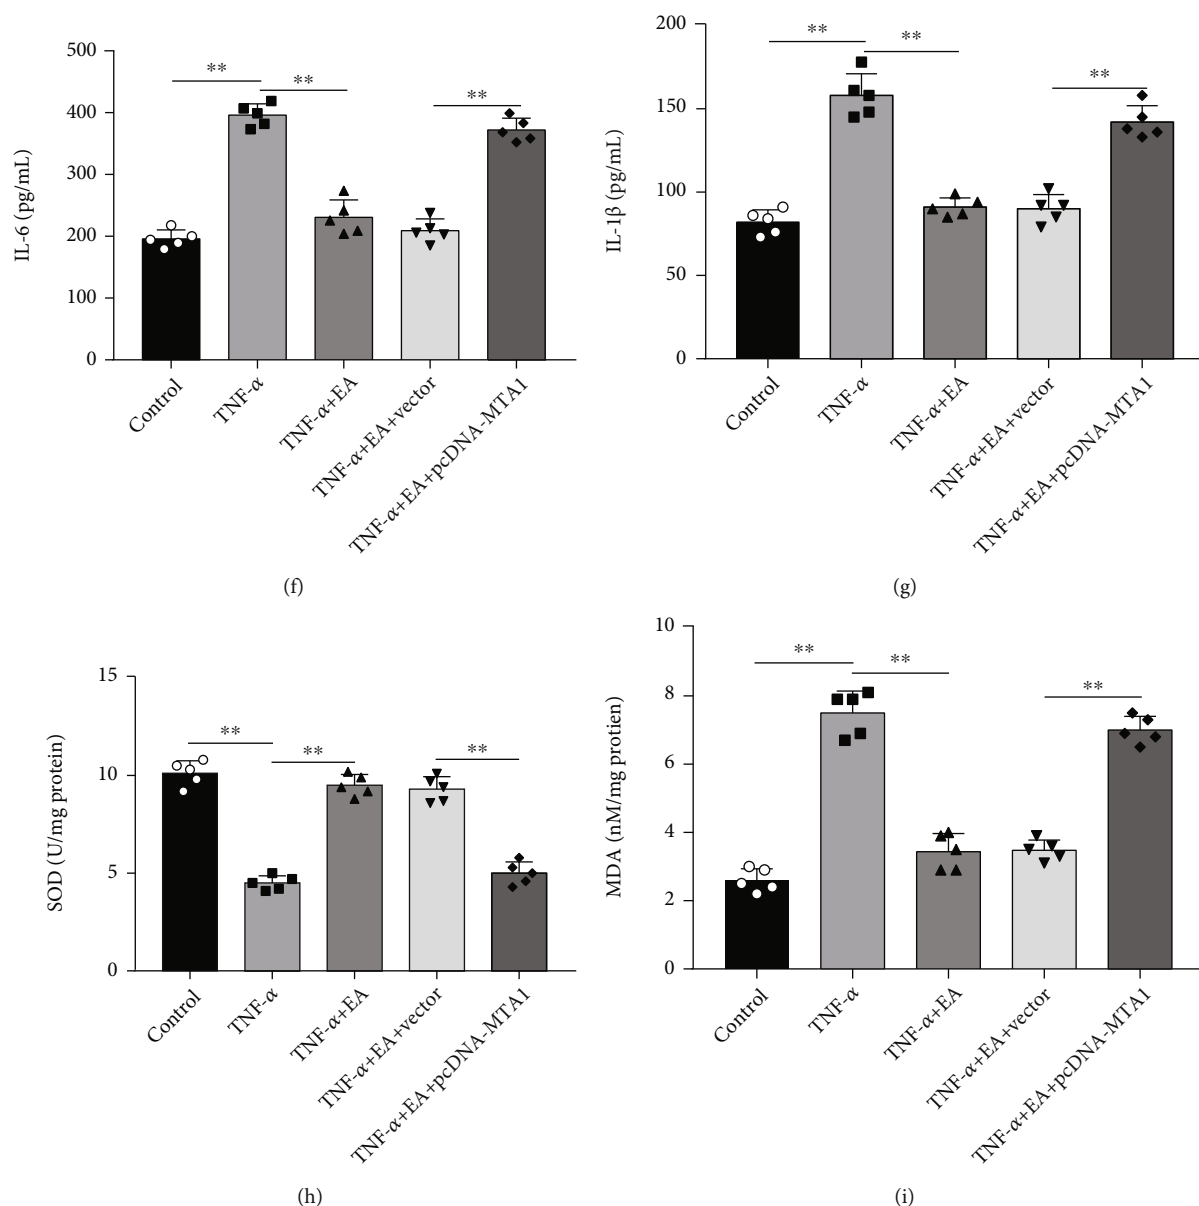 500
400
300
200
100
0
IL-6 (pg/mL)
**
**
**
Control
TNF-α
TNF-α+EA
TNF-α+EA+vector
TNF-α+EA+pcDNA-MTA1
(f)
200
150
100
50
0
IL-1β (pg/mL)
**
**
**
Control
TNF-α
TNF-α+EA
TNF-α+EA+vector
TNF-α+EA+pcDNA-MTA1
(g)
15
10
5
0
SOD (U/mg protein)
**
**
**
Control
TNF-α
TNF-α+EA
TNF-α+EA+vector
TNF-α+EA+pcDNA-MTA1
(h)
10
8
6
4
2
0
MDA (nM/mg protien)
**
**
**
Control
TNF-α
TNF-α+EA
TNF-α+EA+vector
TNF-α+EA+pcDNA-MTA1
(i)